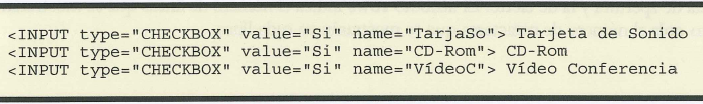 <INPUT type="CHECKBOX" value="Si" name="TarjaSo"> Tarjeta de Sonido
<INPUT type="CHECKBOX" value="Si" name="CD-Rom"> CD-Rom
<INPUT type="CHECKBOX" value="Si" name="VídeoC"> Vídeo Conferencia